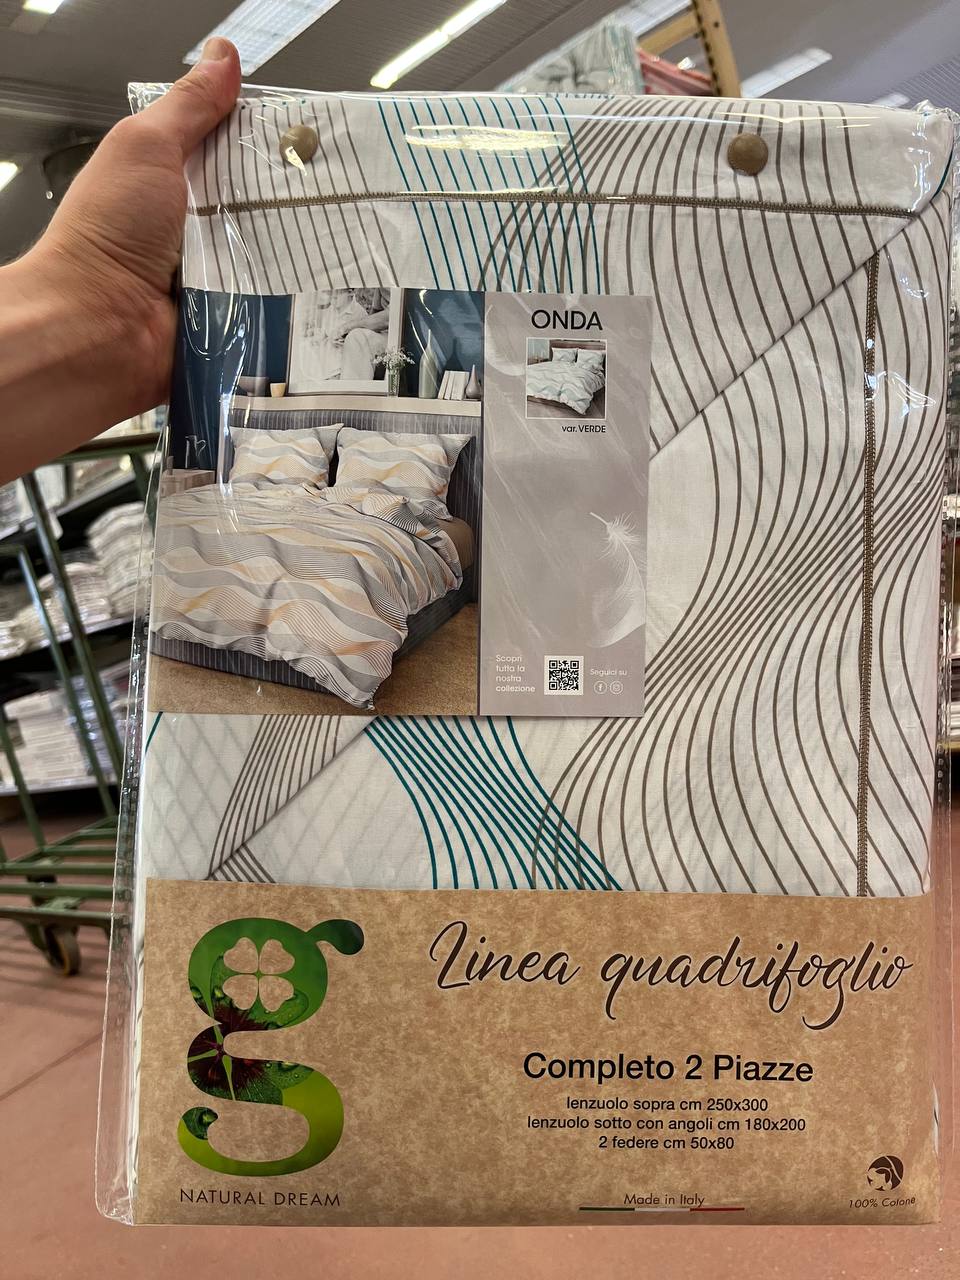 ONDA
var. VERDE
Scopri
tutta la
nostra
collezione
Seguici su
Linea quadrifoglio
Completo 2 Piazze
lenzuolo sopra cm 250x300
lenzuolo sotto con angoli cm 180x200
2 federe cm 50x80
g
NATURAL DREAM
Made in Italy
100% Cotone